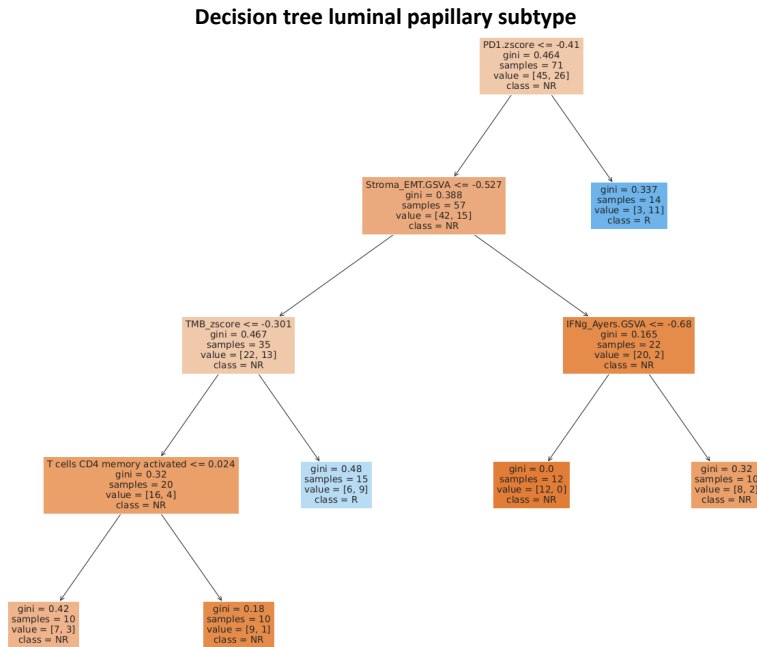 Decision tree luminal papillary subtype
PD1.zscore <= -0.41
gini = 0.464
samples = 71
value = [45, 26]
class = NR
Stroma_EMT.GSVA <= -0.527
gini = 0.388
samples = 57
value = [42, 15]
class = NR
gini = 0.337
samples = 14
value = [3, 11]
class = R
TMB_zscore <= -0.301
gini = 0.467
samples = 35
value = [22, 13]
class = NR
IFNg_Ayers.GSVA <= -0.68
gini = 0.165
samples = 22
value = [20, 2]
class = NR
T cells CD4 memory activated <= 0.024
gini = 0.32
samples = 20
value = [16, 4]
class = NR
gini = 0.48
samples = 15
value = [6, 9]
class = R
gini = 0.0
samples = 12
value = [12, 0]
class = NR
gini = 0.32
samples = 10
value = [8, 2]
class = NR
gini = 0.42
samples = 10
value = [7, 3]
class = NR
gini = 0.18
samples = 10
value = [9, 1]
class = NR